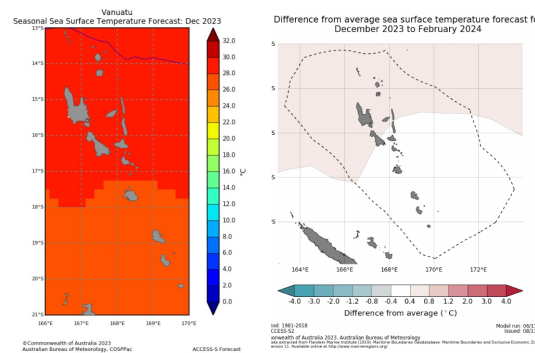 Vanuatu
Seasonal Sea Surface Temperature Forecast: Dec 2023
13°S
14°S
15°S
16°S
17°S
18°S
19°S
20°S
21°S
166°E 167°E 168°E 169°E 170°E
32.0
30.0
28.0
26.0
24.0
22.0
20.0
18.0
16.0
14.0
12.0
10.0
8.0
6.0
4.0
2.0
0.0
°C
©Commonwealth of Australia 2023
Australian Bureau of Meteorology, COSPPac ACCESS-S Forecast
Difference from average sea surface temperature forecast fo
December 2023 to February 2024
S
S
S
S
S
164°E 166°E 168°E 170°E 172°E
-4.0 -3.0 -2.0 -1.2 -0.8 -0.4 0.4 0.8 1.2 2.0 3.0 4.0
Difference from average (°C)
iod: 1981-2018 Model run: 06/1
CCESS-S2 Issued: 08/1
onwealth of Australia 2023, Australian Bureau of Meteorology